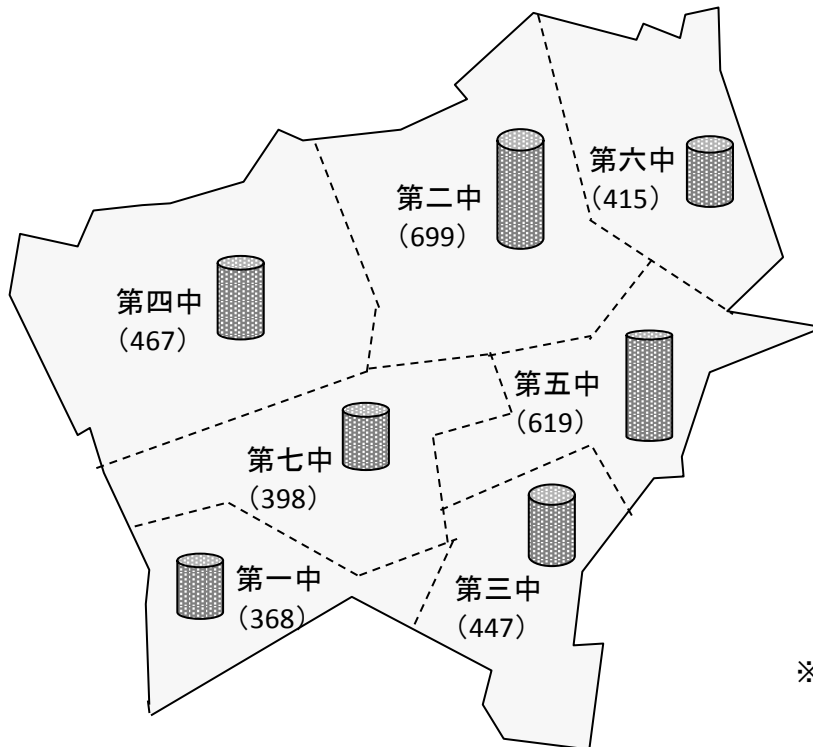 第六中
（415）
第二中
（699）
第四中
（467）
第五中
（619）
第七中
（398）
第一中
（368）
第三中
（447）
※